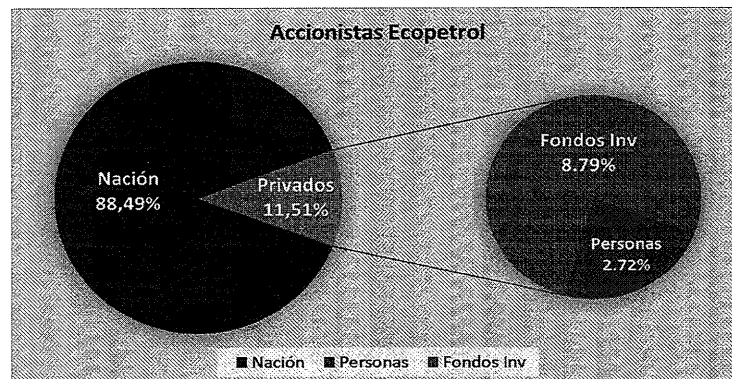 Accionistas Ecopetrol
Nación
88,49%
Privados
11,51%
Fondos Inv
8.79%
Personas
2.72%
Nación Personas Fondos Inv